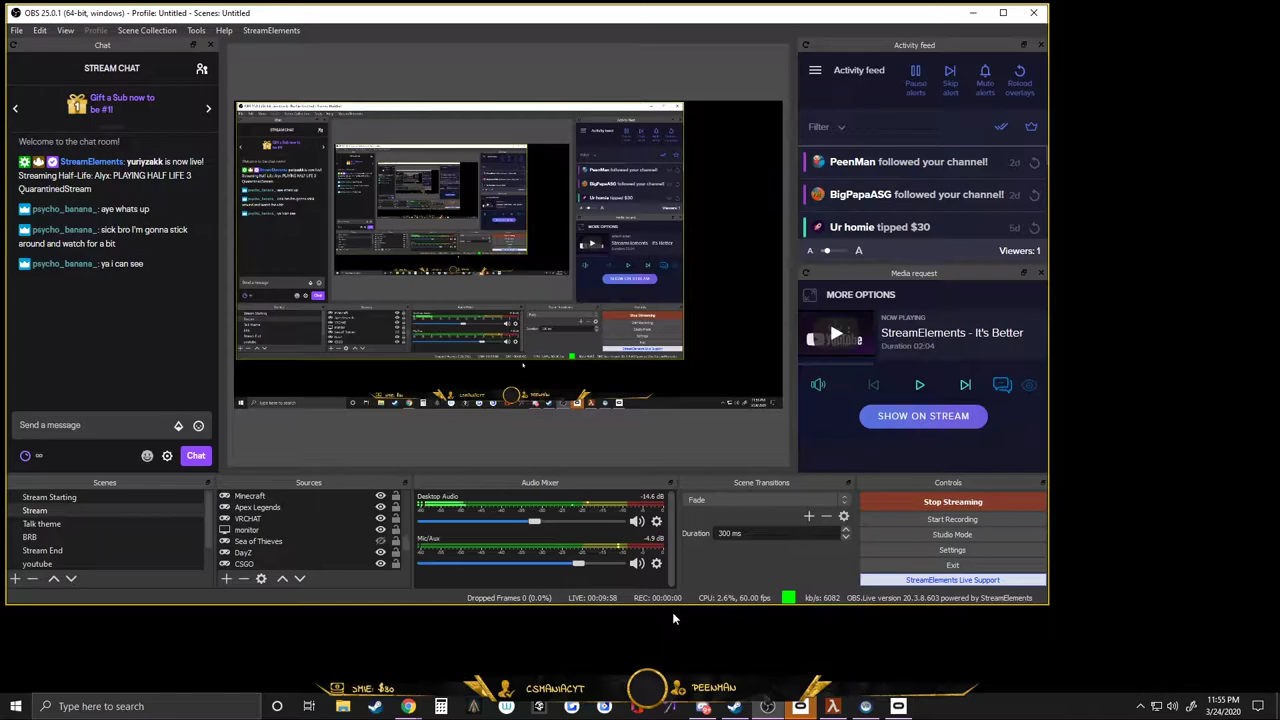 OBS 25.0.1 (64-bit, windows) - Profile: Untitled - Scenes: Untitled
File Edit View Profile Scene Collection Tools Help StreamElements
Chat
STREAM CHAT
Gift a Sub now to
be #1!
Welcome to the chat room!
StreamElements: yuriyzakk is now live!
Streaming Half-Life: Alyx: PLAYING HALF LIFE 3
QuarantinedStream
psycho_banana_: aye whats up
psycho_banana_: sick bro I'm gonna stick
around and watch for a bit
psycho_banana_: ya i can see
Send a message
Chat
Activity feed
Activity feed
Pause
alerts
Skip
alert
Mute
alerts
Reload
overlays
Filter
PeenMan followed your channel! 2d
BigPapaASG followed your channel! 2d
Ur homie tipped $30 5d
A A Viewers: 1
Media request
MORE OPTIONS
NOW PLAYING
StreamElements - It's Better
Duration 02:04
SHOW ON STREAM
Scenes
Stream Starting
Stream
Talk theme
BRB
Stream End
youtube
Sources
Minecraft
Apex Legends
VRCHAT
monitor
Sea of Thieves
DayZ
CSGO
Audio Mixer
Desktop Audio -14.6 dB
Mic/Aux -4.9 dB
Scene Transitions
Fade
Duration 300 ms
Controls
Stop Streaming
Start Recording
Studio Mode
Settings
Exit
StreamElements Live Support
Dropped Frames 0 (0.0%) LIVE: 00:09:58 REC: 00:00:00 CPU: 2.6%, 60.00 fps kb/s: 6082 OBS.Live version 20.3.8.603 powered by StreamElements
CSMANIACYT
PEENMAN
Type here to search
11:55 PM
3/24/2020